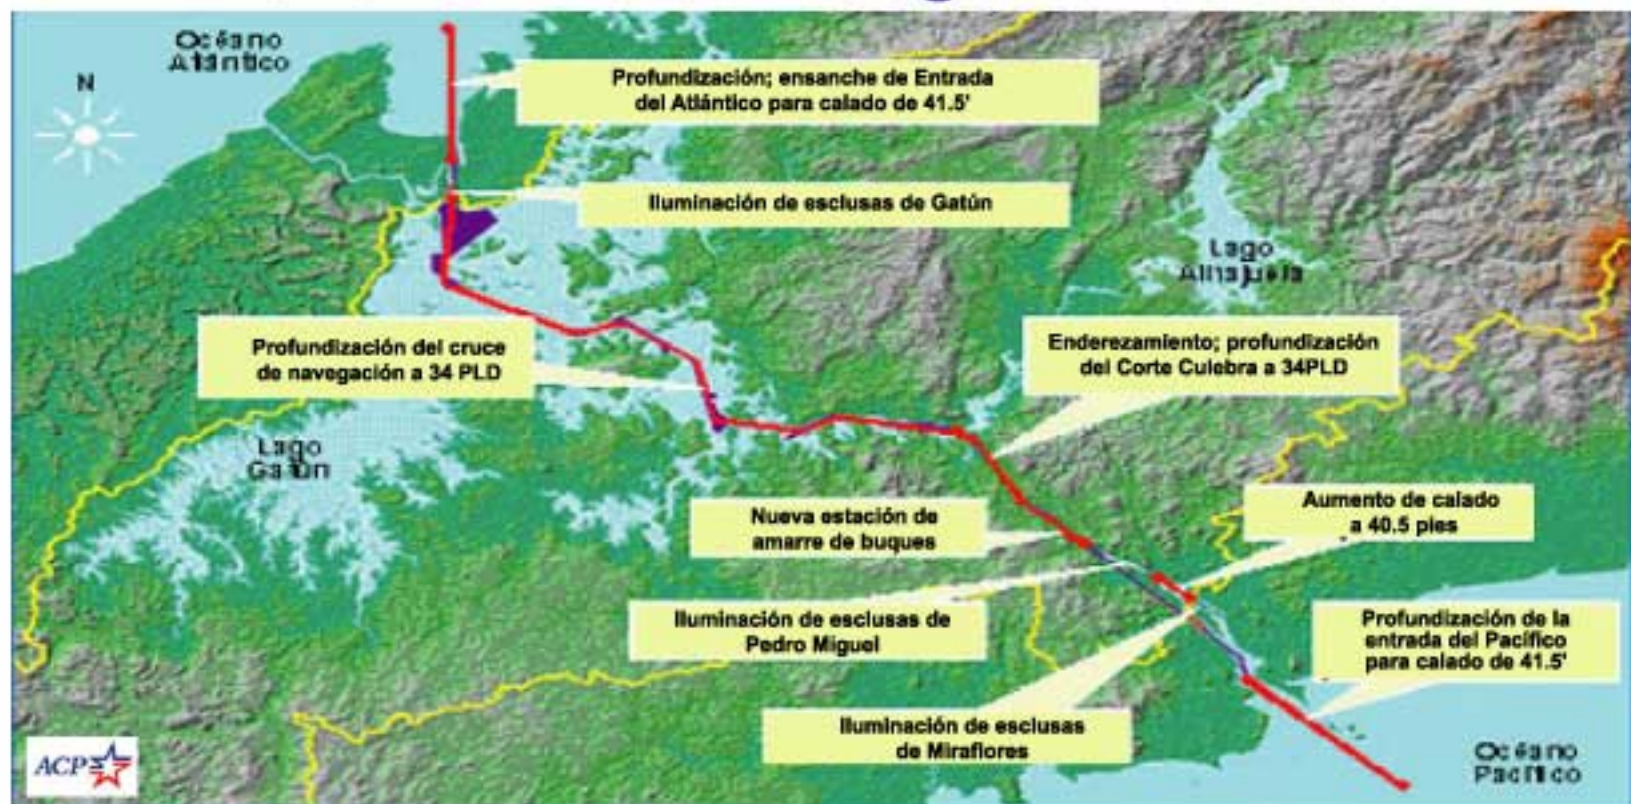 Océano
Atlántico
N
Profundización; ensanche de Entrada
del Atlántico para calado de 41.5'
Iluminación de esclusas de Gatún
Lago
Alhajuela
Profundización del cruce
de navegación a 34 PLD
Enderezamiento; profundización
del Corte Culebra a 34PLD
Lago
Gatún
Nueva estación de
amarre de buques
Aumento de calado
a 40.5 pies
Iluminación de esclusas de
Pedro Miguel
Profundización de la
entrada del Pacífico
para calado de 41.5'
Iluminación de esclusas
de Miraflores
Océano
Pacífico
ACP